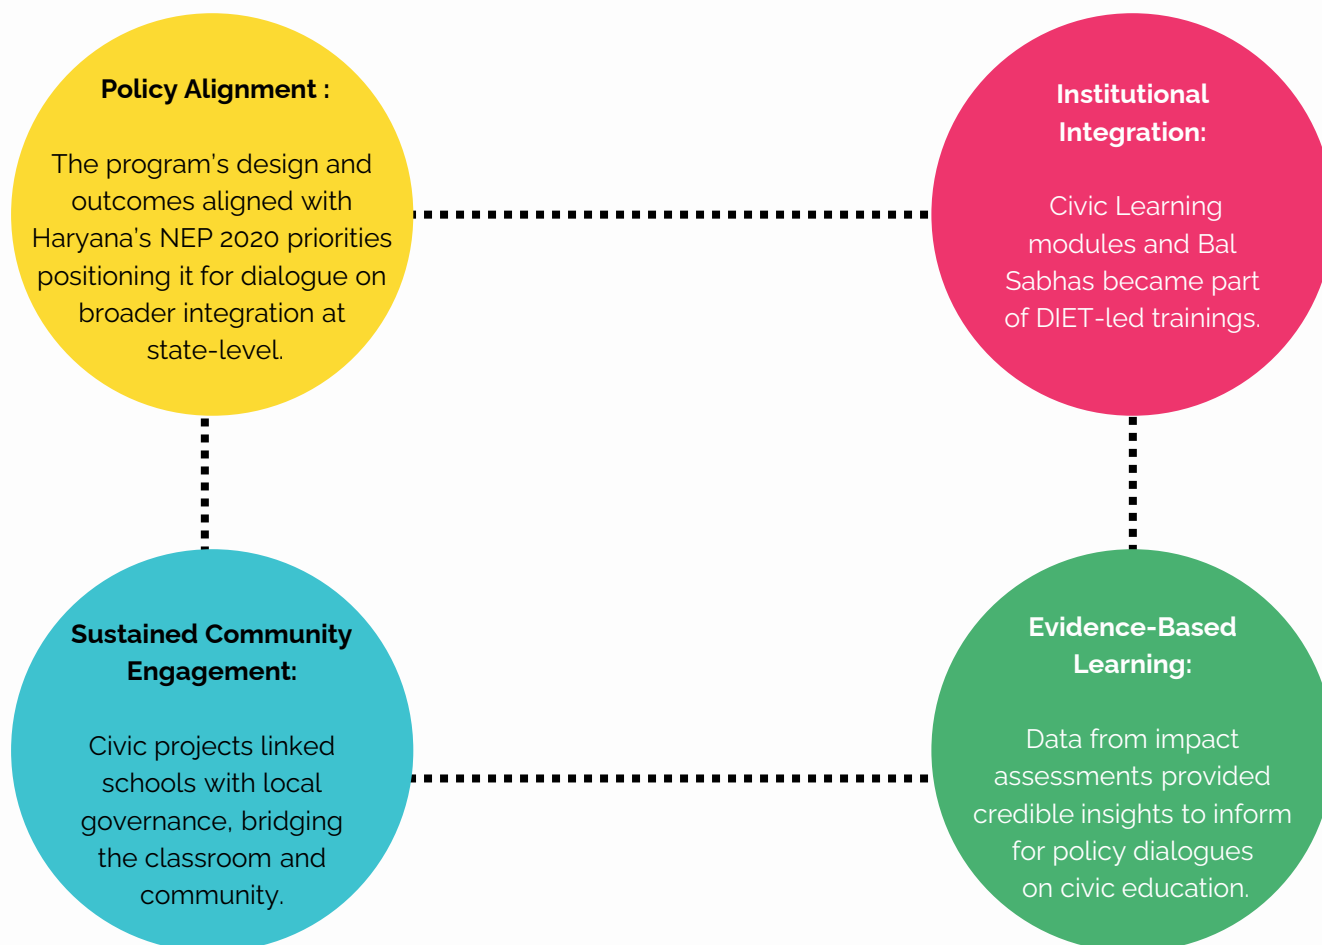 Policy Alignment :
The program's design and
outcomes aligned with
Haryana's NEP 2020 priorities
positioning it for dialogue on
broader integration at
state-level.
Institutional
Integration:
Civic Learning
modules and Bal
Sabhas became part
of DIET-led trainings.
Sustained Community
Engagement:
Civic projects linked
schools with local
governance, bridging
the classroom and
community.
Evidence-Based
Learning:
Data from impact
assessments provided
credible insights to inform
for policy dialogues
on civic education.